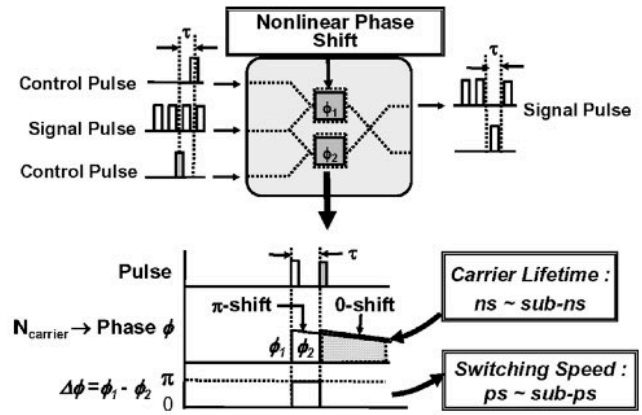 Nonlinear Phase
Shift
τ
Control Pulse
Signal Pulse
Control Pulse
ϕ1
ϕ2
τ
Signal Pulse
τ
Pulse
π-shift
0-shift
Ncarrier → Phase ϕ
ϕ1
ϕ2
Δϕ = ϕ1 - ϕ2
π
0
Carrier Lifetime :
ns ~ sub-ns
Switching Speed :
ps ~ sub-ps